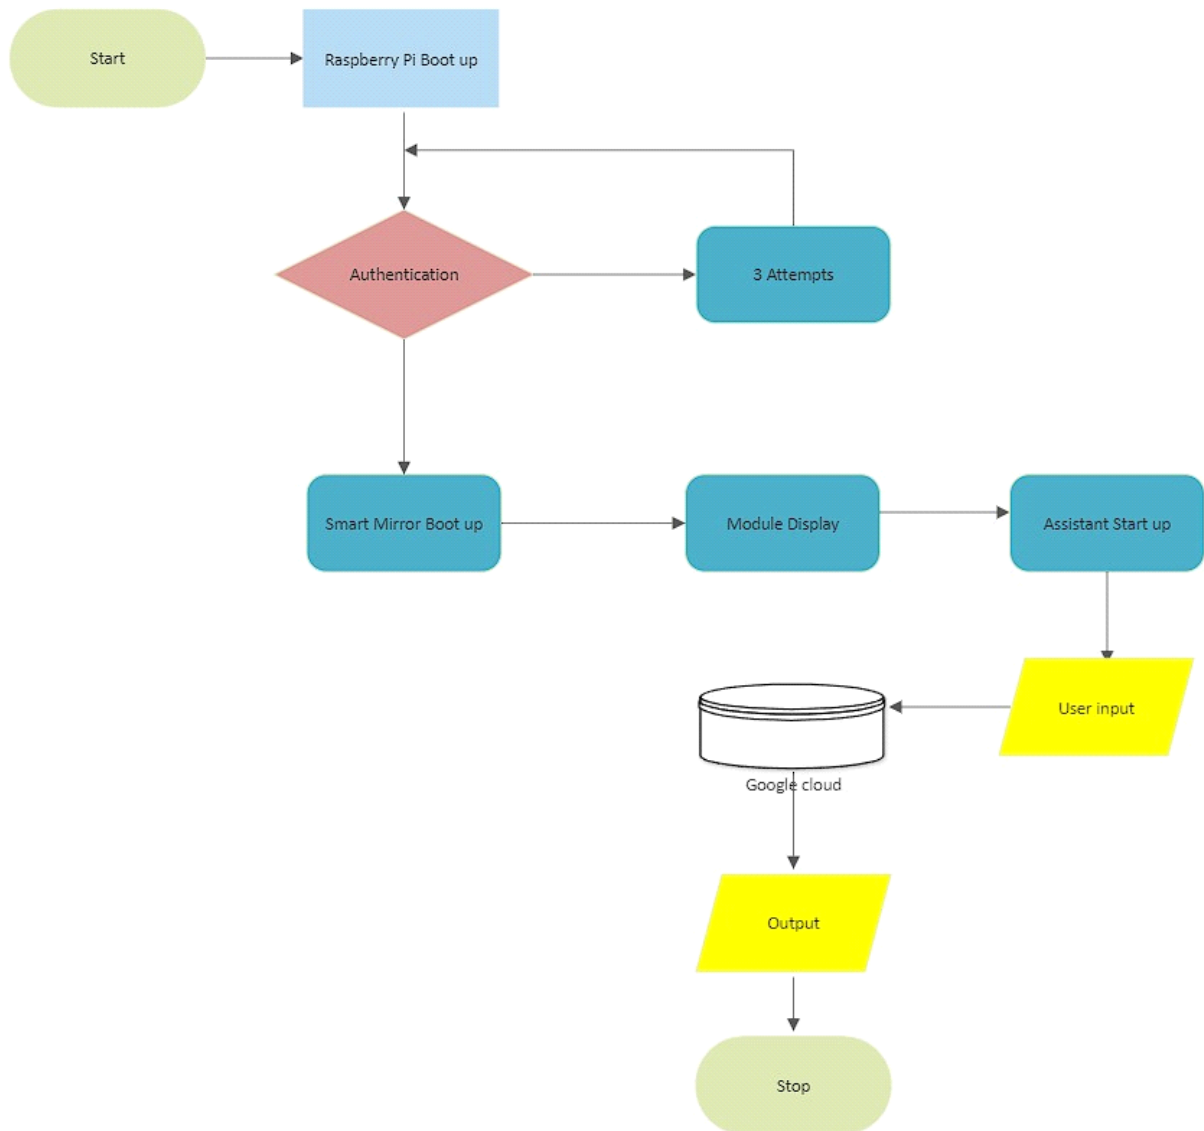 Start
Raspberry Pi Boot up
Authentication
3 Attempts
Smart Mirror Boot up
Module Display
Assistant Start up
User input
Google cloud
Output
Stop